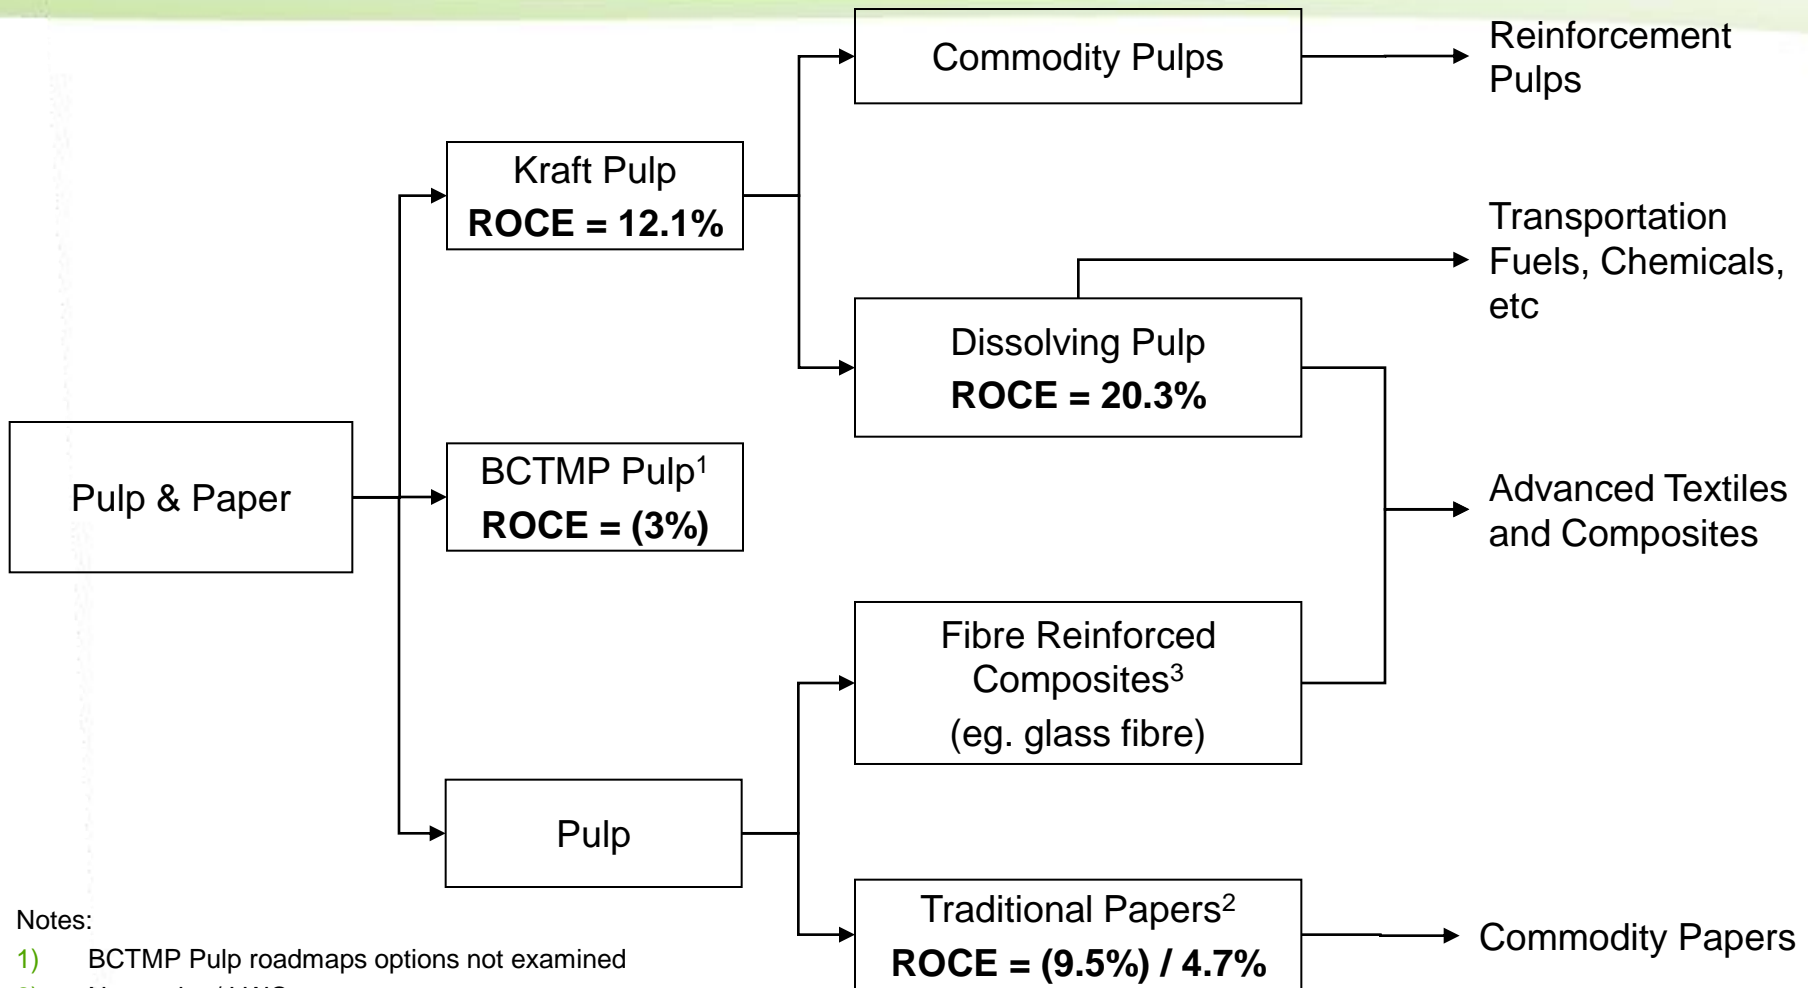 Commodity Pulps
Reinforcement
Pulps
Kraft Pulp
ROCE = 12.1%
Transportation
Fuels, Chemicals,
etc
Dissolving Pulp
ROCE = 20.3%
Pulp & Paper
BCTMP Pulp¹
ROCE = (3%)
Advanced Textiles
and Composites
Fibre Reinforced
Composites³
(eg. glass fibre)
Pulp
Traditional Papers²
ROCE = (9.5%) / 4.7%
Commodity Papers
Notes:
1) BCTMP Pulp roadmaps options not examined